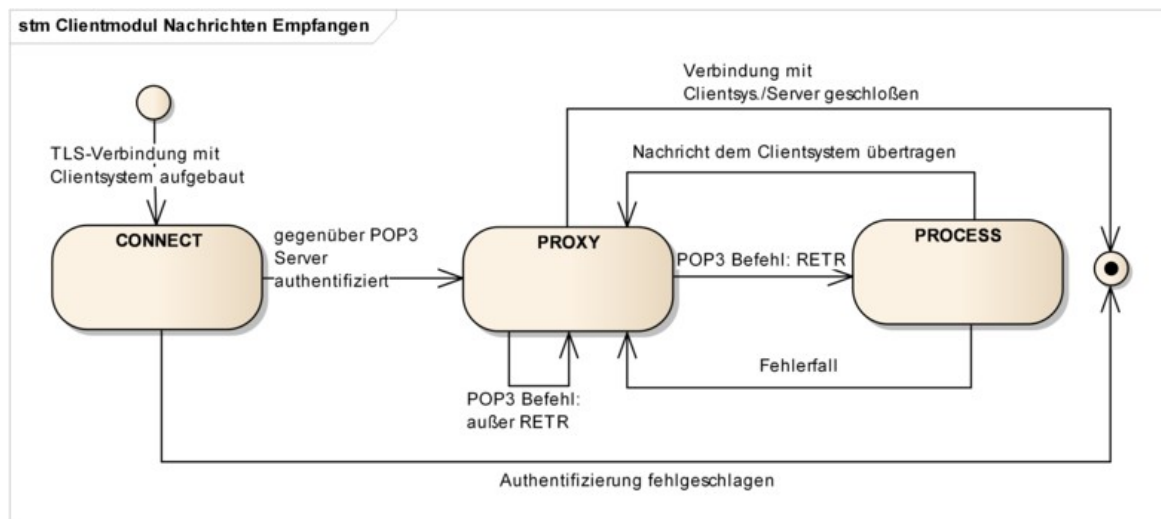 stm Clientmodul Nachrichten Empfangen
Verbindung mit
Clientsys./Server geschloßen
TLS-Verbindung mit
Clientsystem aufgebaut
Nachricht dem Clientsystem übertragen
CONNECT
gegenüber POP3
Server
authentifiziert
PROXY
POP3 Befehl: RETR
PROCESS
Fehlerfall
POP3 Befehl:
außer RETR
Authentifizierung fehlgeschlagen